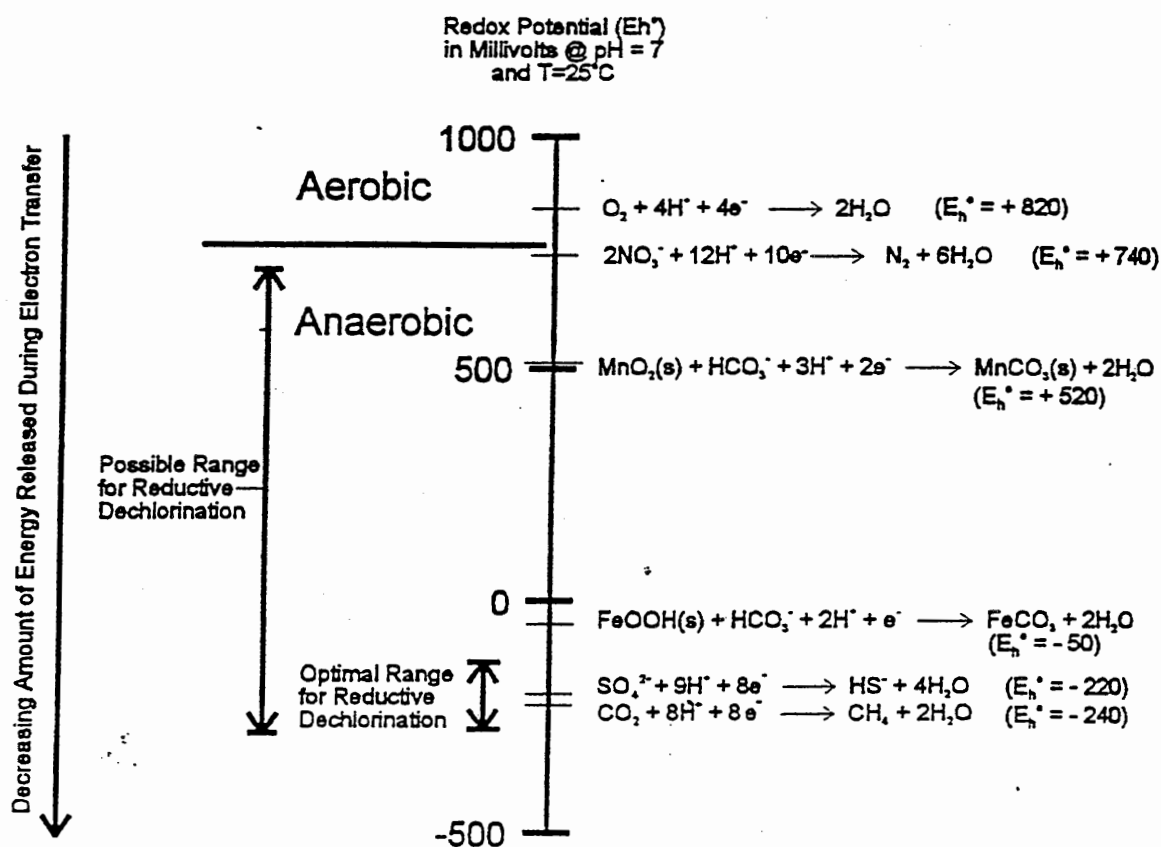 Redox Potential (Eh°)
in Millivolts @ pH = 7
and T=25°C
Decreasing Amount of Energy Released During Electron Transfer
1000
Aerobic
O₂ + 4H⁺ + 4e⁻ ⟶ 2H₂O (Eₕ° = + 820)
2NO₃⁻ + 12H⁺ + 10e⁻ ⟶ N₂ + 6H₂O (Eₕ° = + 740)
Anaerobic
500
MnO₂(s) + HCO₃⁻ + 3H⁺ + 2e⁻ ⟶ MnCO₃(s) + 2H₂O
(Eₕ° = + 520)
Possible Range
for Reductive
Dechlorination
0
FeOOH(s) + HCO₃⁻ + 2H⁺ + e⁻ ⟶ FeCO₃ + 2H₂O
(Eₕ° = - 50)
Optimal Range
for Reductive
Dechlorination
SO₄²⁻ + 9H⁺ + 8e⁻ ⟶ HS⁻ + 4H₂O (Eₕ° = - 220)
CO₂ + 8H⁺ + 8e⁻ ⟶ CH₄ + 2H₂O (Eₕ° = - 240)
-500